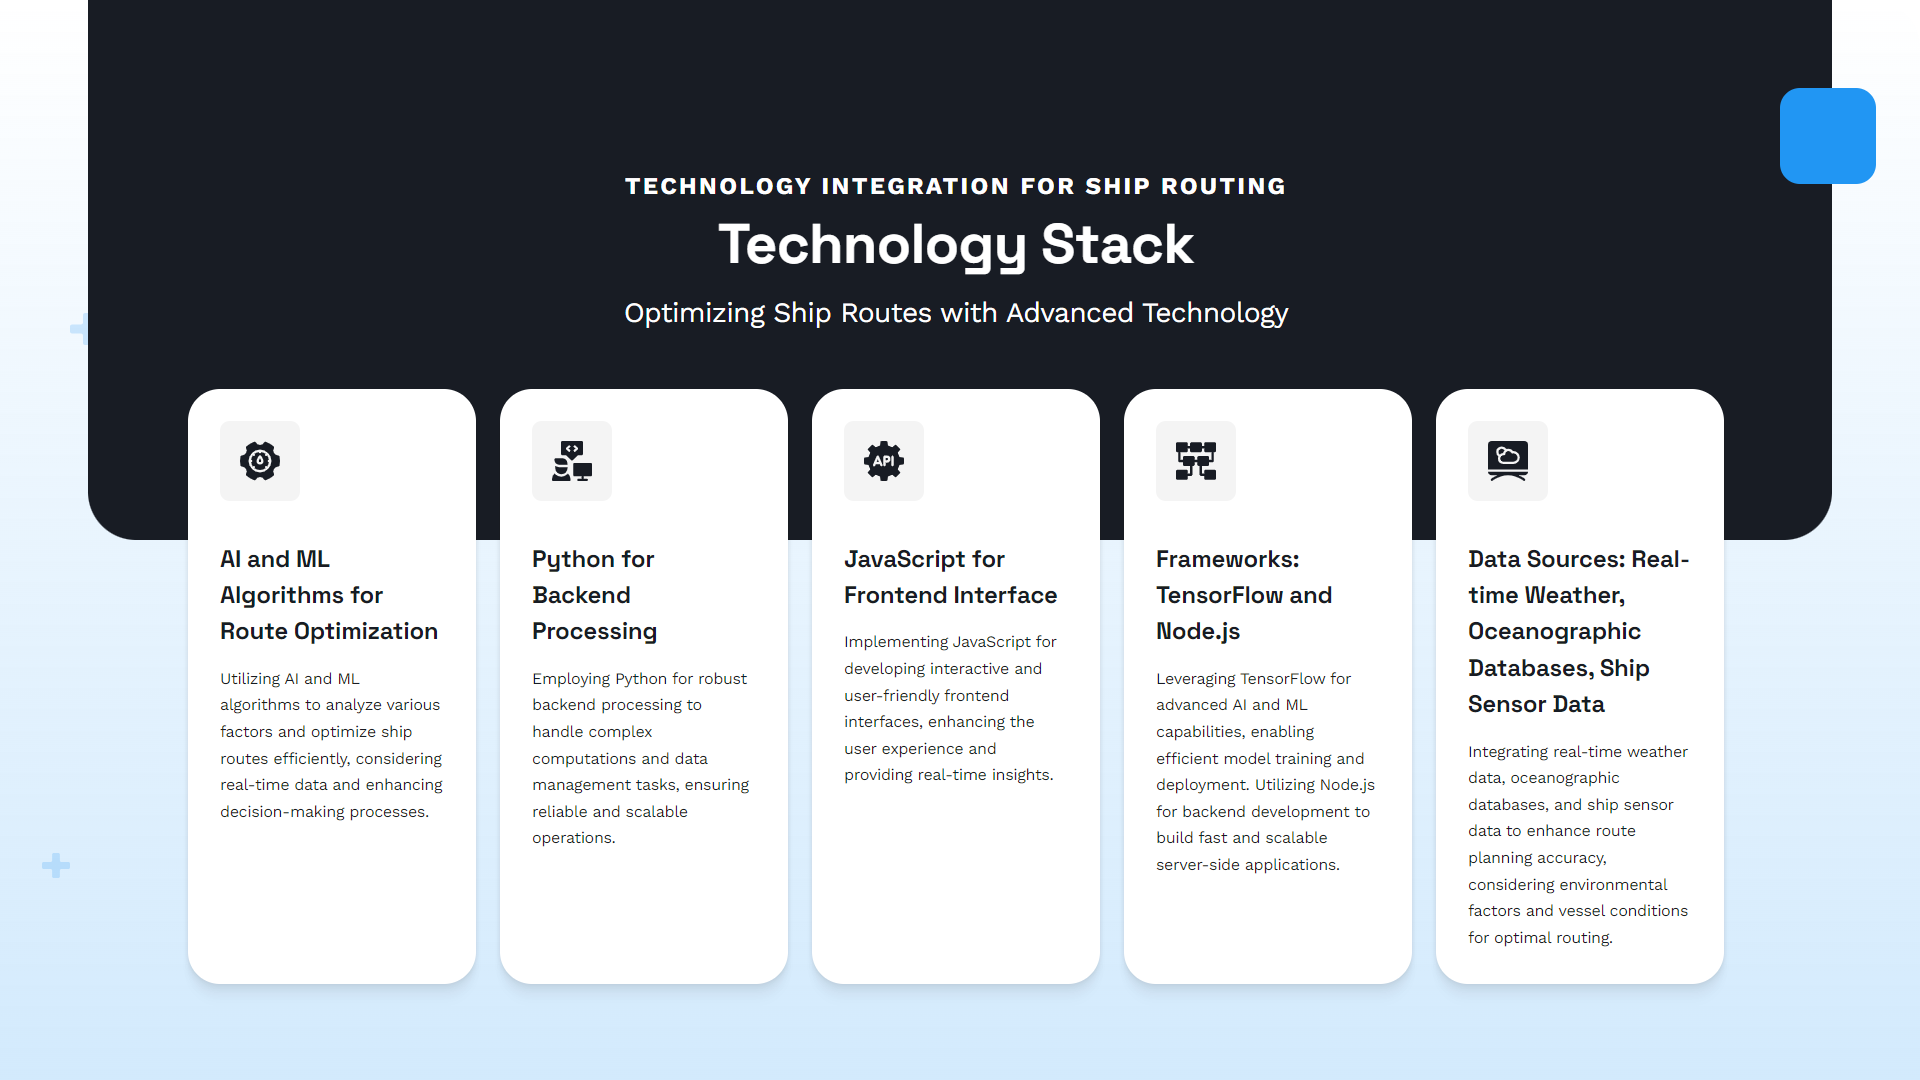 TECHNOLOGY INTEGRATION FOR SHIP ROUTING
Technology Stack
Optimizing Ship Routes with Advanced Technology
AI and ML
Algorithms for
Route Optimization
Utilizing AI and ML
algorithms to analyze various
factors and optimize ship
routes efficiently, considering
real-time data and enhancing
decision-making processes.
Python for
Backend
Processing
Employing Python for robust
backend processing to
handle complex
computations and data
management tasks, ensuring
reliable and scalable
operations.
API
JavaScript for
Frontend Interface
Implementing JavaScript for
developing interactive and
user-friendly frontend
interfaces, enhancing the
user experience and
providing real-time insights.
Frameworks:
TensorFlow and
Node.js
Leveraging TensorFlow for
advanced AI and ML
capabilities, enabling
efficient model training and
deployment. Utilizing Node.js
for backend development to
build fast and scalable
server-side applications.
Data Sources: Real-
time Weather,
Oceanographic
Databases, Ship
Sensor Data
Integrating real-time weather
data, oceanographic
databases, and ship sensor
data to enhance route
planning accuracy,
considering environmental
factors and vessel conditions
for optimal routing.